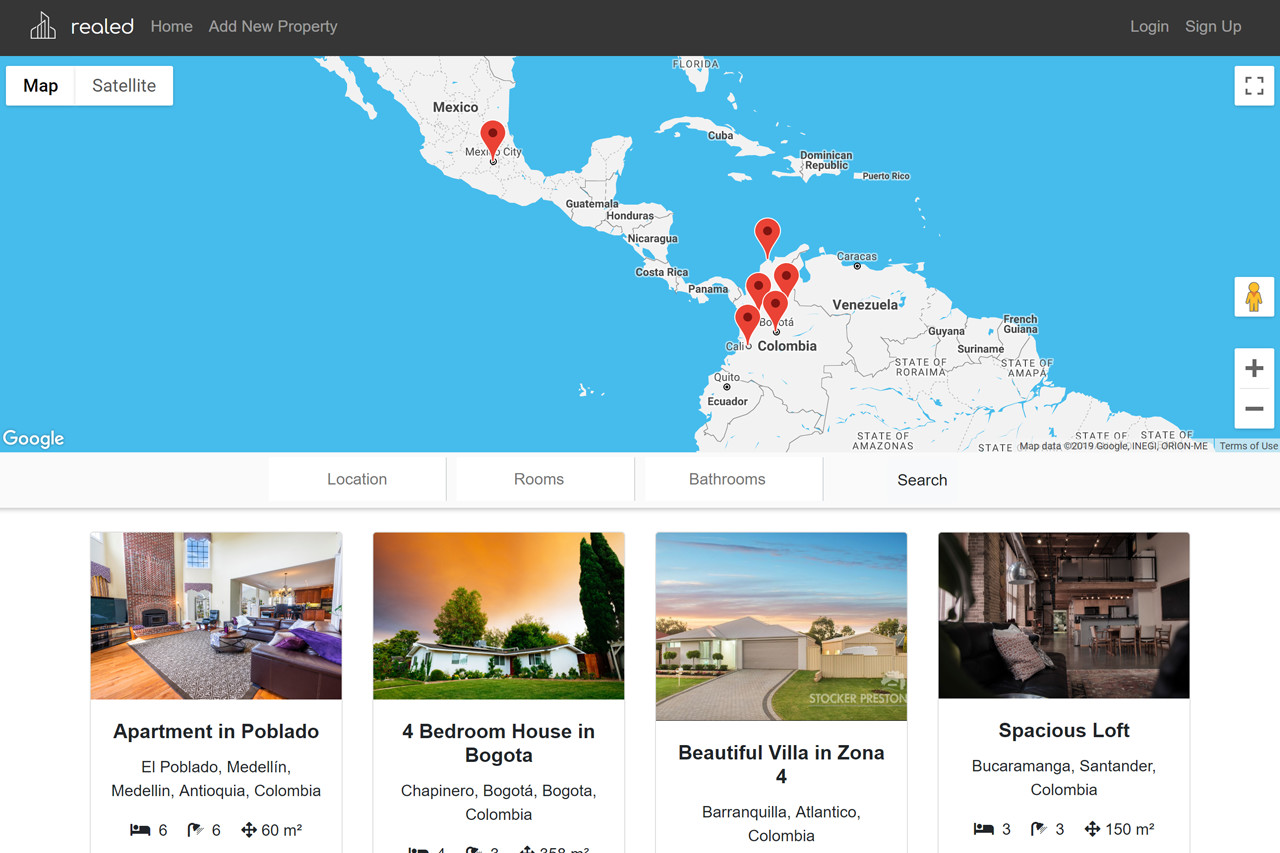 realed Home Add New Property Login Sign Up
Map Satellite
FLORIDA
Mexico
Cuba
Mexico City
Dominican
Republic
Puerto Rico
Guatemala
Honduras
Nicaragua
Costa Rica
Caracas
Panama
Venezuela
Bogotá
French
Guiana
Guyana
Cali
Colombia
Suriname
STATE OF
RORAIMA
STATE OF
AMAPÁ
Quito
Ecuador
STATE OF
AMAZONAS
STATE OF
STATE OF
STATE
Google
Map data ©2019 Google, INEGI, ORION-ME Terms of Use
Location Rooms Bathrooms Search
STOCKER PRESTON
Apartment in Poblado
El Poblado, Medellín,
Medellin, Antioquia, Colombia
6 6 60 m²
4 Bedroom House in
Bogota
Chapinero, Bogotá, Bogota,
Colombia
4 3 358 m²
Beautiful Villa in Zona
4
Barranquilla, Atlantico,
Colombia
Spacious Loft
Bucaramanga, Santander,
Colombia
3 3 150 m²